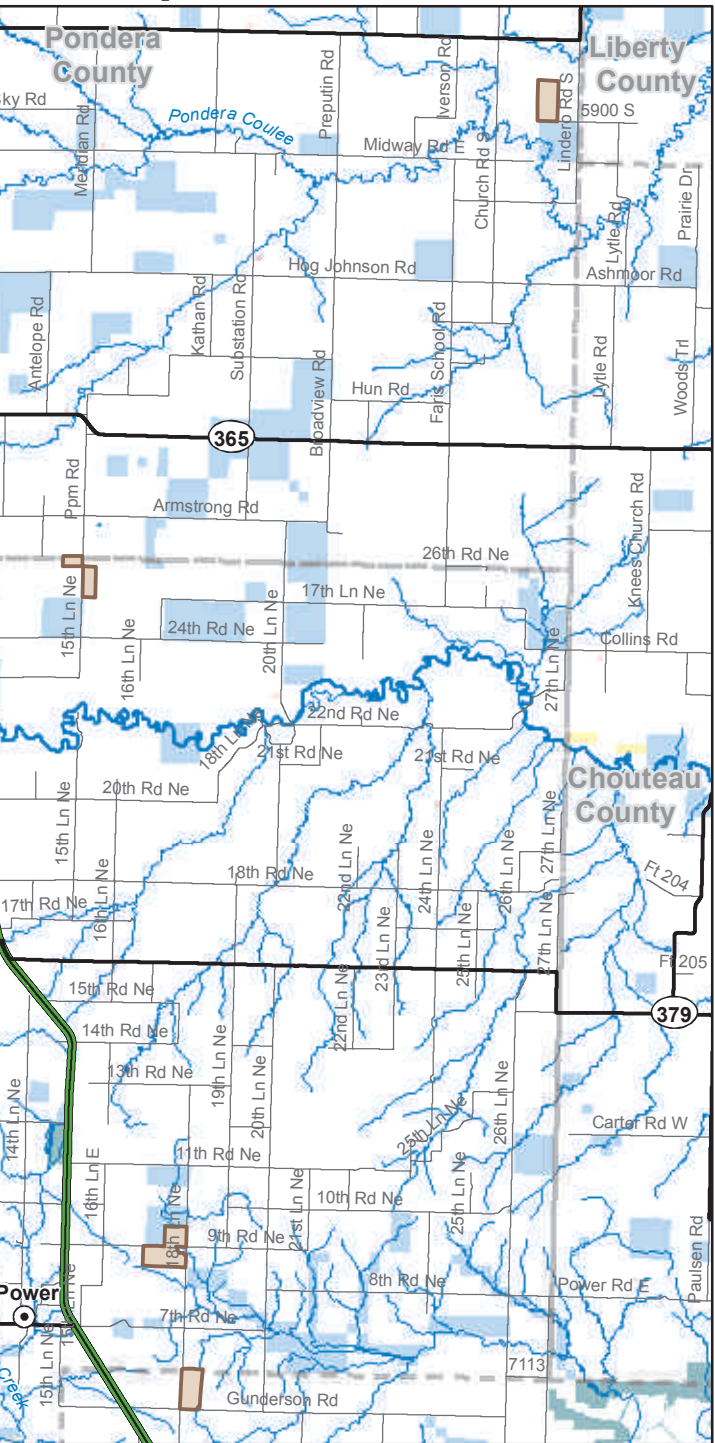 Pondera
County
Liberty
County
Sky Rd
Meridian Rd
Pondera Coulee
Preputin Rd
Iverson Rd
Midway Rd E
Church Rd S
Lindero Rd S
5900 S
Lytle Rd
Prairie Dr
Hog Johnson Rd
Ashmoor Rd
Antelope Rd
Kathan Rd
Substation Rd
Broadview Rd
Faris School Rd
Hun Rd
Lytle Rd
Woods Trl
365
Ppm Rd
Armstrong Rd
Knees Church Rd
26th Rd Ne
15th Ln Ne
17th Ln Ne
24th Rd Ne
20th Ln Ne
16th Ln Ne
27th Ln Ne
Collins Rd
22nd Rd Ne
18th Ln Ne
21st Rd Ne
21st Rd Ne
Chouteau
County
20th Rd Ne
15th Ln Ne
16th Ln Ne
18th Rd Ne
22nd Ln Ne
24th Ln Ne
26th Ln Ne
27th Ln Ne
Ft 204
17th Rd Ne
23rd Ln Ne
25th Ln Ne
27th Ln Ne
Ft 205
15th Rd Ne
22nd Ln Ne
379
14th Rd Ne
13th Rd Ne
19th Ln Ne
20th Ln Ne
14th Ln Ne
25th Ln Ne
26th Ln Ne
Carter Rd W
11th Rd Ne
16th Ln E
10th Rd Ne
18th Ln Ne
21st Ln Ne
25th Ln Ne
9th Rd Ne
Paulsen Rd
8th Rd Ne
Power Rd E
Power
15th Ln Ne
7th Rd Ne
15th Ln Ne
7113
Creek
Gunderson Rd